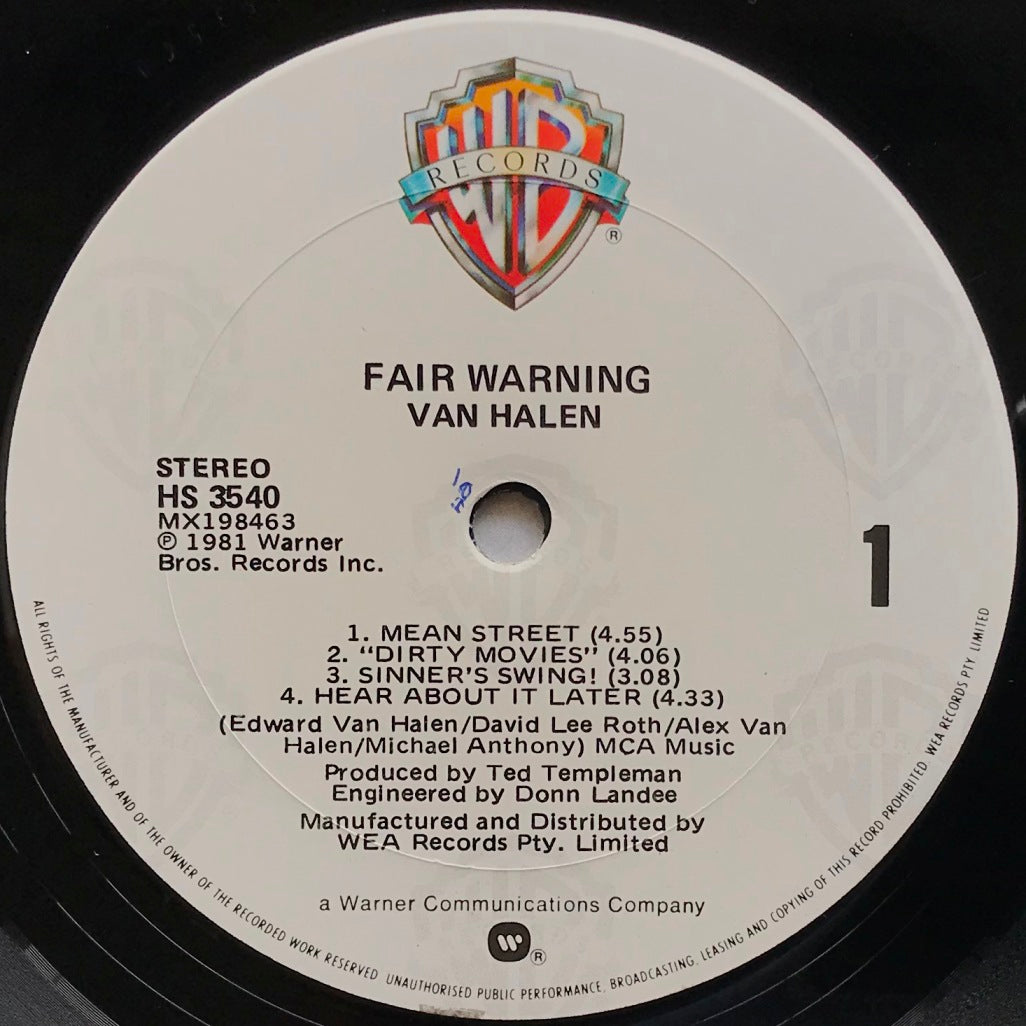 WB
RECORDS
®
FAIR WARNING
VAN HALEN
STEREO
HS 3540
MX198463
℗ 1981 Warner
Bros. Records Inc.
1
1. MEAN STREET (4.55)
2. “DIRTY MOVIES” (4.06)
3. SINNER'S SWING! (3.08)
4. HEAR ABOUT IT LATER (4.33)
(Edward Van Halen/David Lee Roth/Alex Van
Halen/Michael Anthony) MCA Music
Produced by Ted Templeman
Engineered by Donn Landee
Manufactured and Distributed by
WEA Records Pty. Limited
a Warner Communications Company
®
ALL RIGHTS OF THE MANUFACTURER AND OF THE OWNER OF THE RECORDED WORK RESERVED UNAUTHORISED PUBLIC PERFORMANCE, BROADCASTING, LEASING AND COPYING OF THIS RECORD PROHIBITED. WEA RECORDS PTY. LIMITED